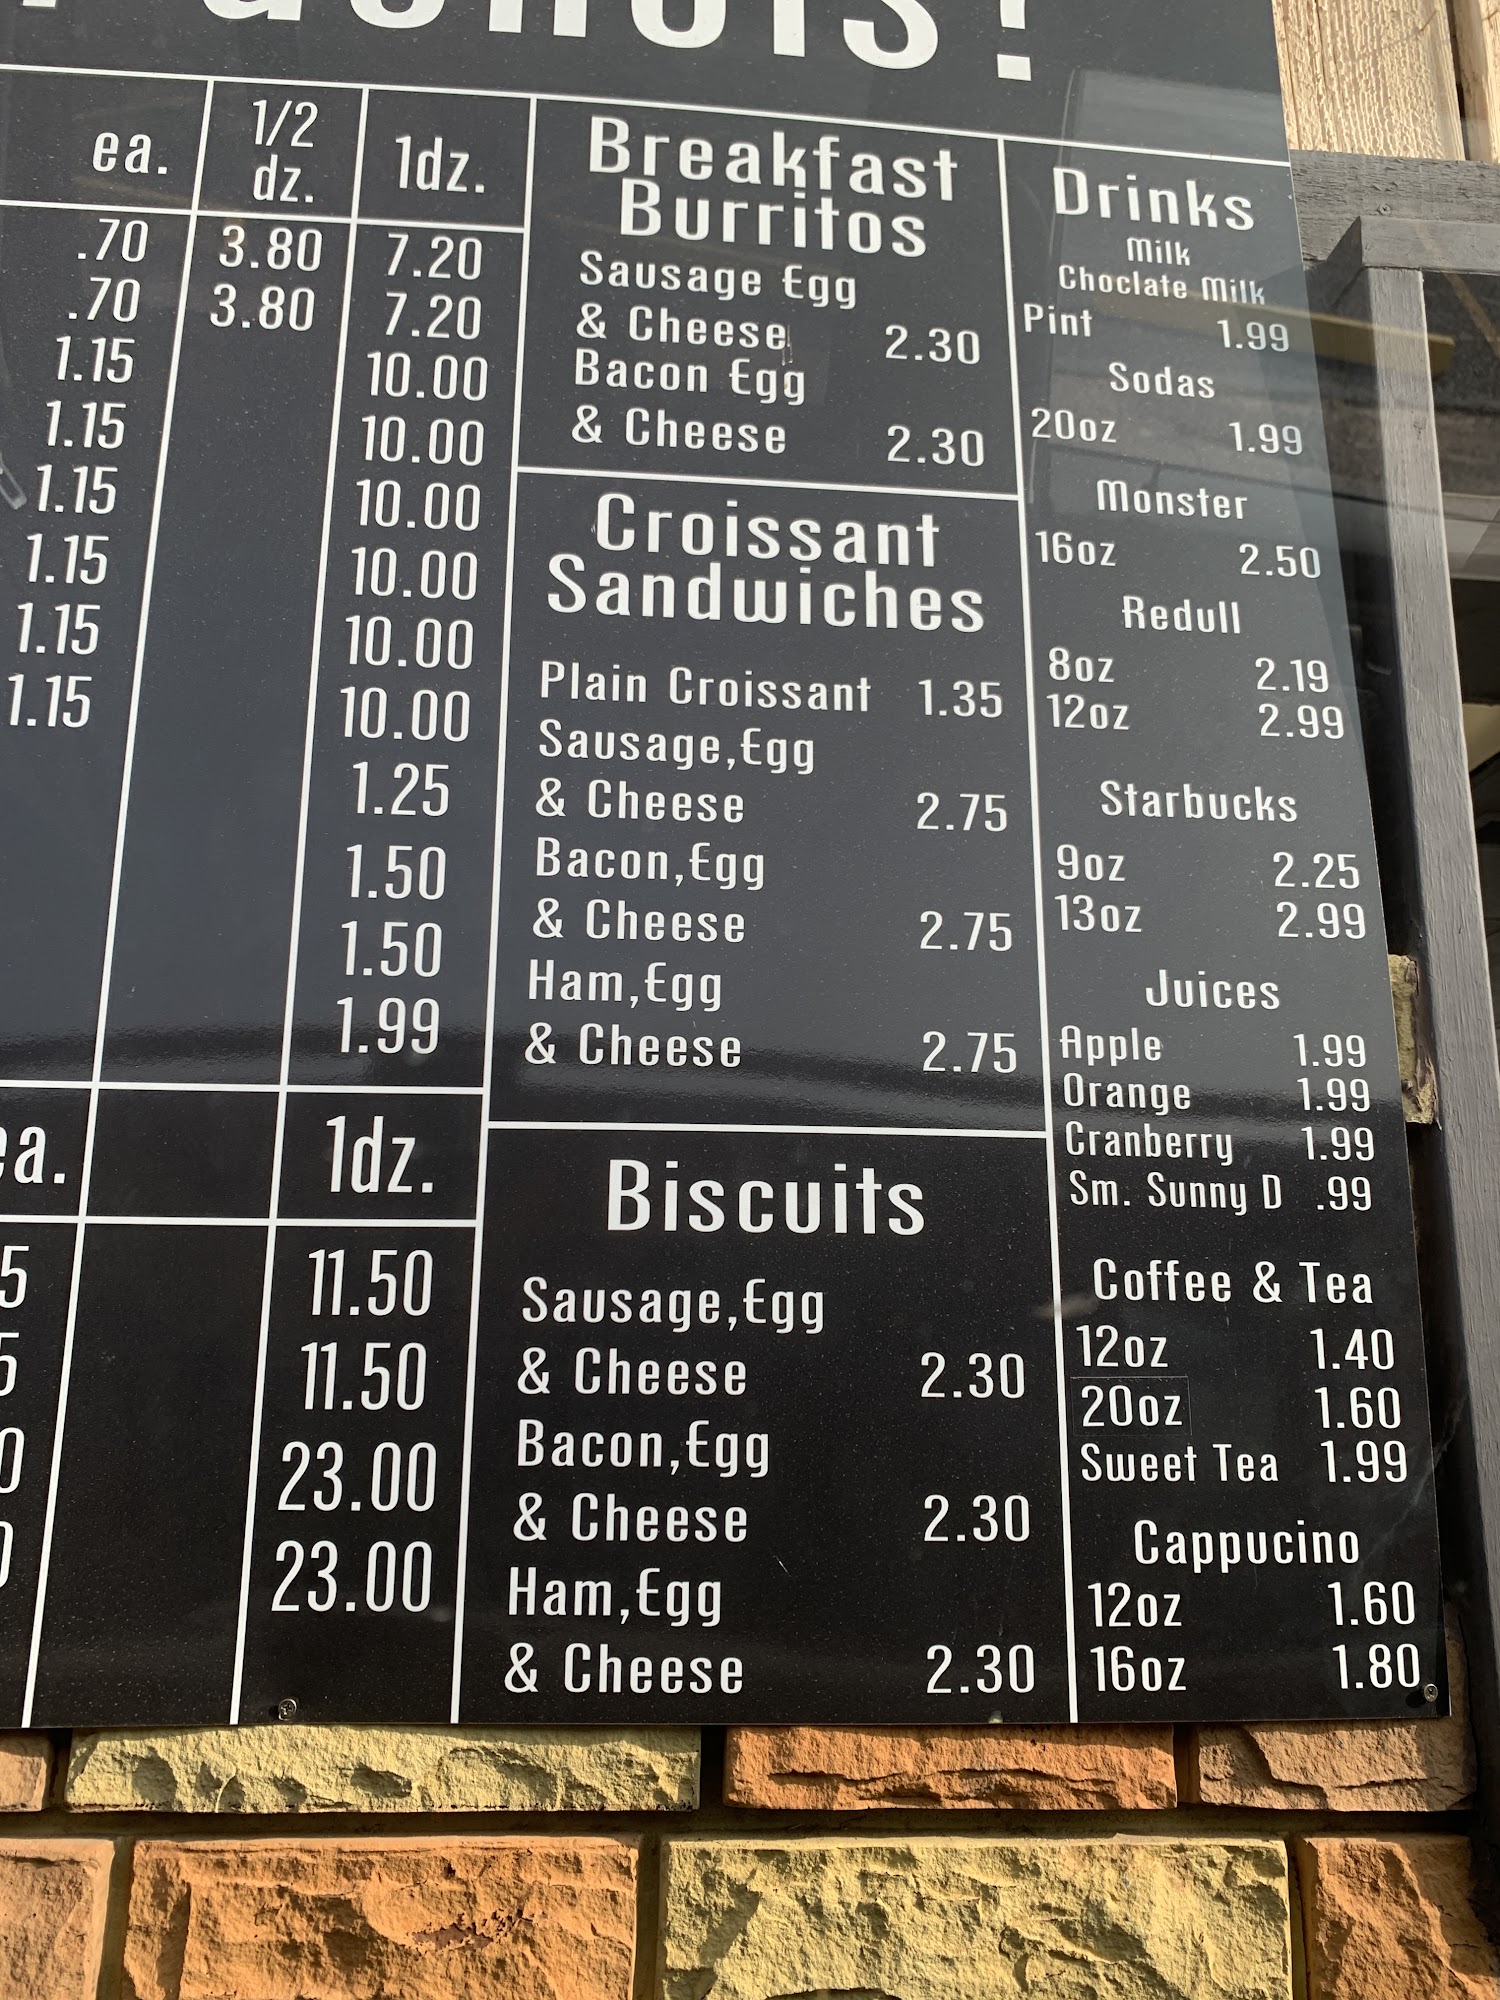 ea. 1/2 dz. 1dz.
.70 3.80 7.20
.70 3.80 7.20
1.15 10.00
1.15 10.00
1.15 10.00
1.15 10.00
1.15 10.00
1.15 10.00
1.25
1.50
1.50
1.99
1dz.
11.50
11.50
23.00
23.00
Breakfast
Burritos
Sausage Egg
& Cheese 2.30
Bacon Egg
& Cheese 2.30
Croissant
Sandwiches
Plain Croissant 1.35
Sausage,Egg
& Cheese 2.75
Bacon,Egg
& Cheese 2.75
Ham,Egg
& Cheese 2.75
Biscuits
Sausage,Egg
& Cheese 2.30
Bacon,Egg
& Cheese 2.30
Ham,Egg
& Cheese 2.30
Drinks
Milk
Choclate Milk
Pint 1.99
Sodas
20oz 1.99
Monster
16oz 2.50
Redull
8oz 2.19
12oz 2.99
Starbucks
9oz 2.25
13oz 2.99
Juices
Apple 1.99
Orange 1.99
Cranberry 1.99
Sm. Sunny D .99
Coffee & Tea
12oz 1.40
20oz 1.60
Sweet Tea 1.99
Cappucino
12oz 1.60
16oz 1.80